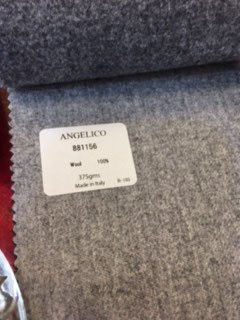 ANGELICO
881156
Wool 100%
375gms
Made in Italy